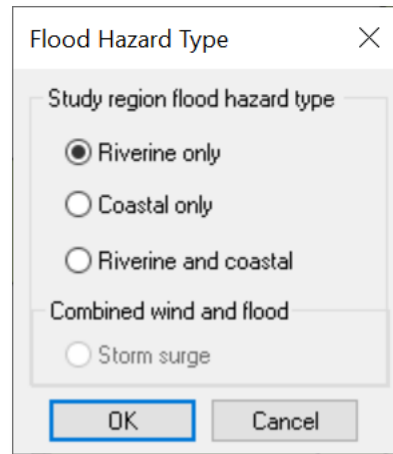 Flood Hazard Type
Study region flood hazard type
Riverine only
Coastal only
Riverine and coastal
Combined wind and flood
Storm surge
OK Cancel